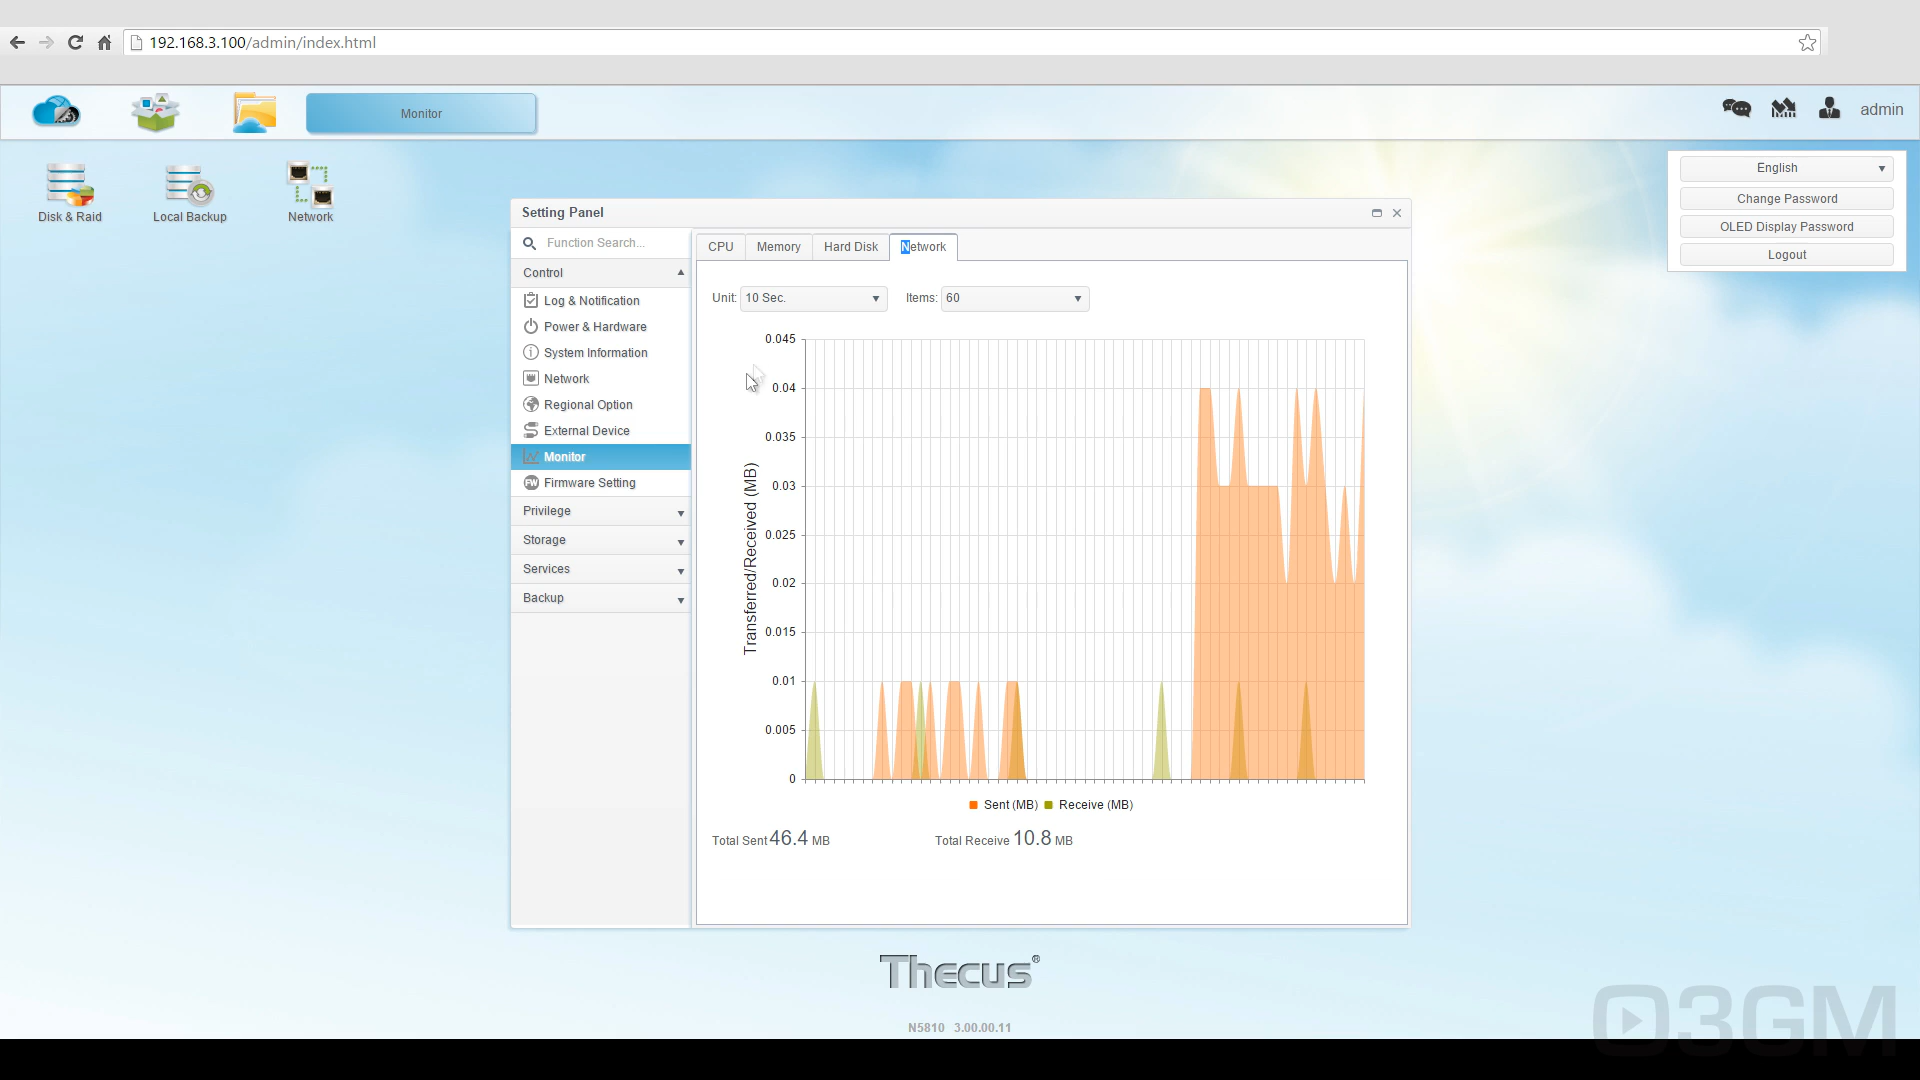 192.168.3.100/admin/index.html
Monitor
admin
Disk & Raid
Local Backup
Network
English
Change Password
OLED Display Password
Logout
Setting Panel
Function Search...
CPU
Memory
Hard Disk
Network
Control
Log & Notification
Power & Hardware
System Information
Network
Regional Option
External Device
Monitor
FW Firmware Setting
Privilege
Storage
Services
Backup
Unit: 10 Sec.
Items: 60
Transferred/Received (MB)
0.045
0.04
0.035
0.03
0.025
0.02
0.015
0.01
0.005
0
Sent (MB)
Receive (MB)
Total Sent 46.4 MB
Total Receive 10.8 MB
Thecus®
N5810 3.00.00.11
3GM